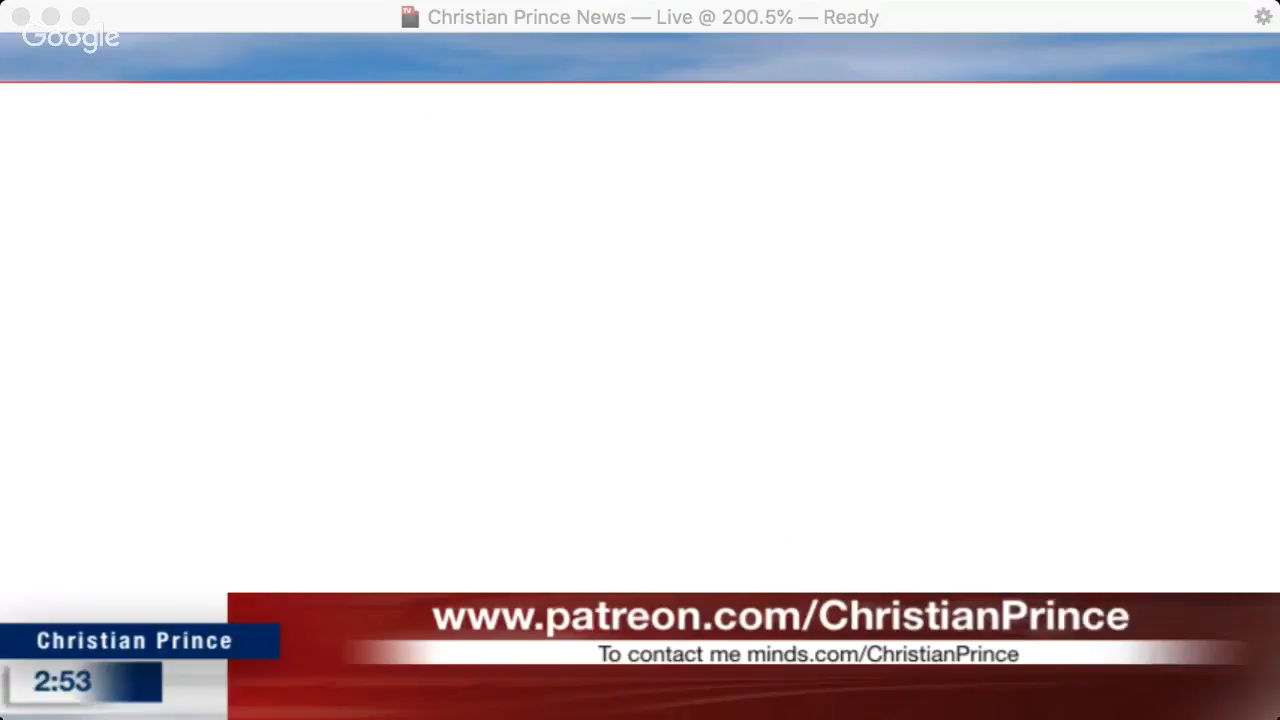 Christian Prince News — Live @ 200.5% — Ready
Google
www.patreon.com/ChristianPrince
To contact me minds.com/ChristianPrince
Christian Prince
2:53